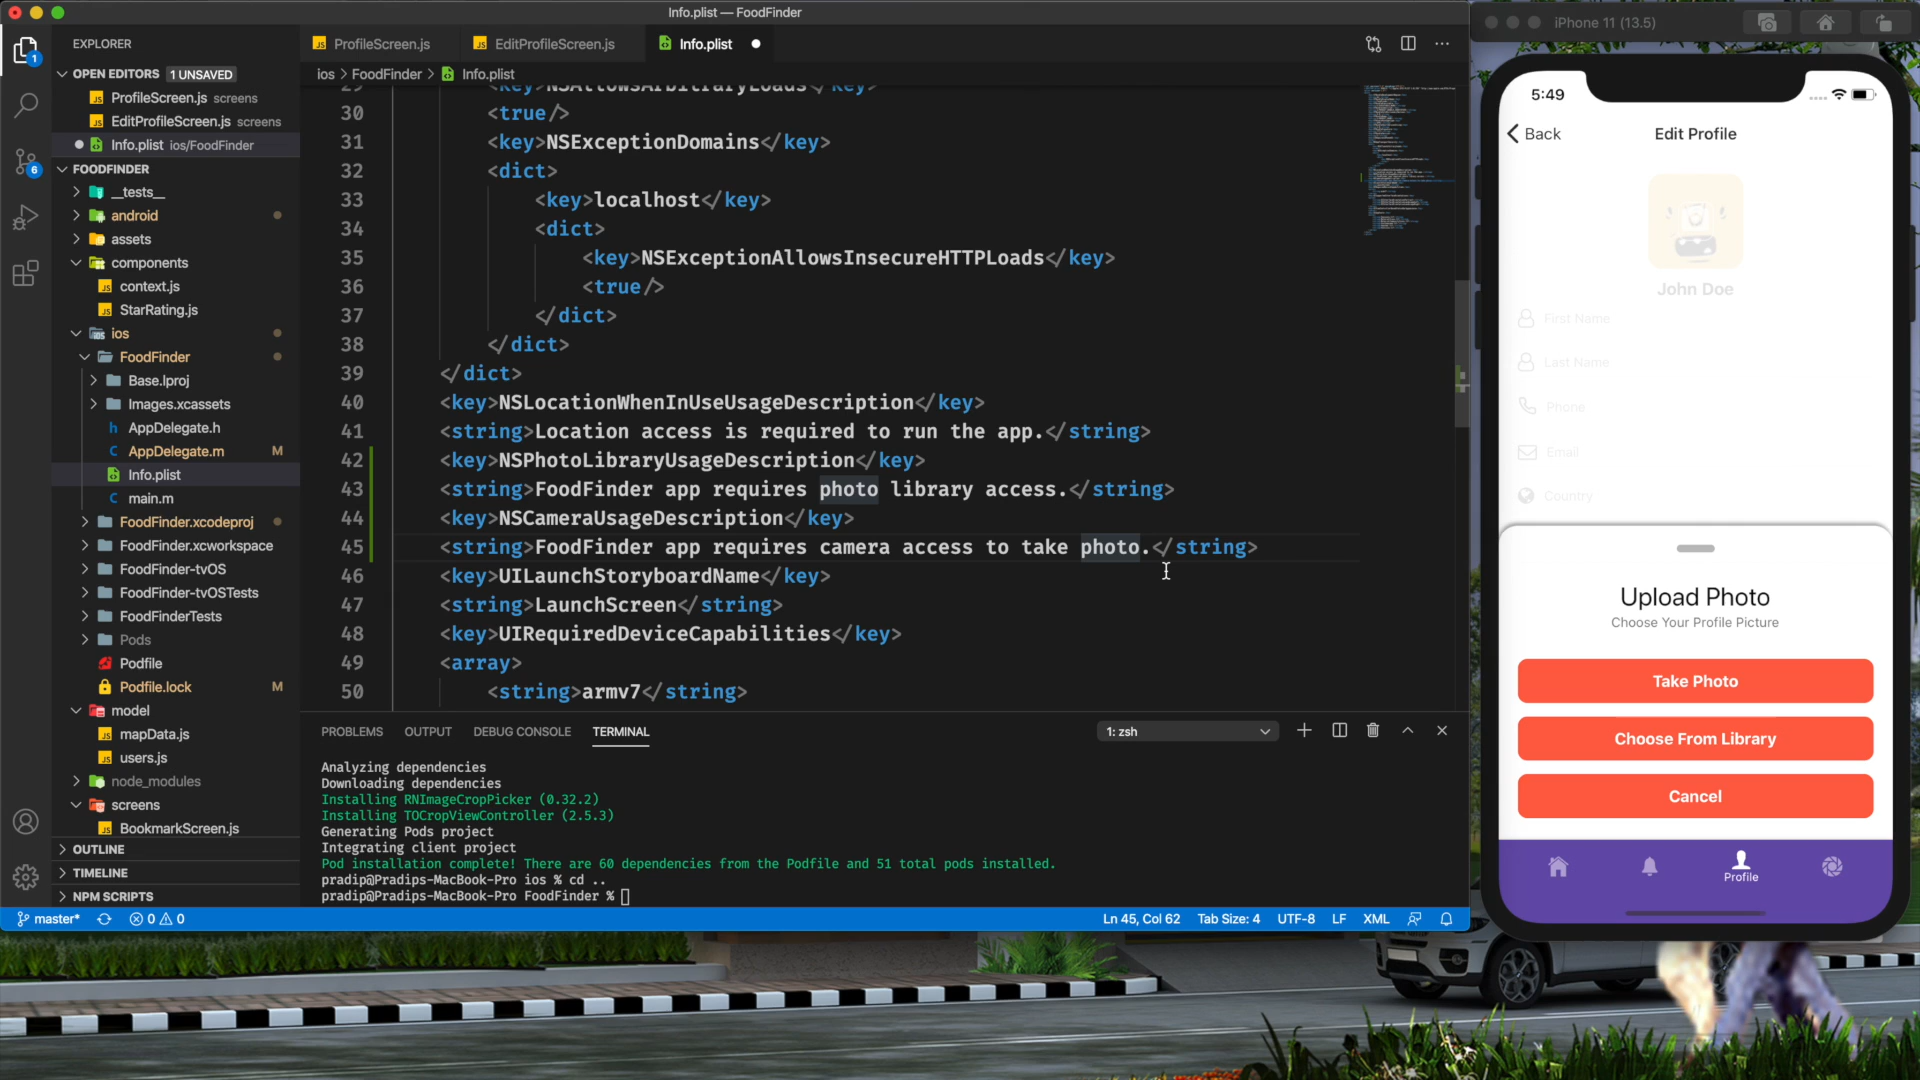 Info.plist — FoodFinder
EXPLORER
OPEN EDITORS 1 UNSAVED
ProfileScreen.js screens
EditProfileScreen.js screens
Info.plist ios/FoodFinder
FOODFINDER
__tests__
android
assets
components
context.js
StarRating.js
ios
FoodFinder
Base.lproj
Images.xcassets
AppDelegate.h
AppDelegate.m M
Info.plist
main.m
FoodFinder.xcodeproj
FoodFinder.xcworkspace
FoodFinder-tvOS
FoodFinder-tvOSTests
FoodFinderTests
Pods
Podfile
Podfile.lock M
model
mapData.js
users.js
node_modules
screens
BookmarkScreen.js
OUTLINE
TIMELINE
NPM SCRIPTS
1
6
ProfileScreen.js EditProfileScreen.js Info.plist
ios > FoodFinder > Info.plist
29 <key>NSAllowsArbitraryLoads</key>
30 <true/>
31 <key>NSExceptionDomains</key>
32 <dict>
33 <key>localhost</key>
34 <dict>
35 <key>NSExceptionAllowsInsecureHTTPLoads</key>
36 <true/>
37 </dict>
38 </dict>
39 </dict>
40 <key>NSLocationWhenInUseUsageDescription</key>
41 <string>Location access is required to run the app.</string>
42 <key>NSPhotoLibraryUsageDescription</key>
43 <string>FoodFinder app requires photo library access.</string>
44 <key>NSCameraUsageDescription</key>
45 <string>FoodFinder app requires camera access to take photo.</string>
46 <key>UILaunchStoryboardName</key>
47 <string>LaunchScreen</string>
48 <key>UIRequiredDeviceCapabilities</key>
49 <array>
50 <string>armv7</string>
PROBLEMS OUTPUT DEBUG CONSOLE TERMINAL 1: zsh
Analyzing dependencies
Downloading dependencies
Installing RNImageCropPicker (0.32.2)
Installing TOCropViewController (2.5.3)
Generating Pods project
Integrating client project
Pod installation complete! There are 60 dependencies from the Podfile and 51 total pods installed.
pradip@Pradips-MacBook-Pro ios % cd ..
pradip@Pradips-MacBook-Pro FoodFinder %
master* 0 0 Ln 45, Col 62 Tab Size: 4 UTF-8 LF XML
iPhone 11 (13.5)
5:49
Back Edit Profile
John Doe
First Name
Last Name
Phone
Email
Country
Upload Photo
Choose Your Profile Picture
Take Photo
Choose From Library
Cancel
Profile